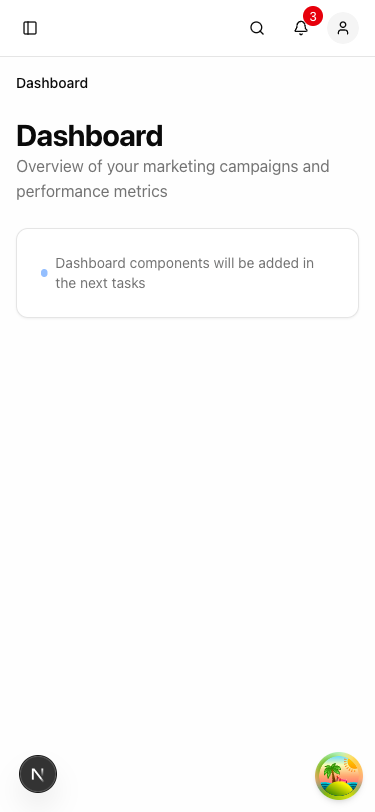 3
Dashboard
Dashboard
Overview of your marketing campaigns and
performance metrics
Dashboard components will be added in
the next tasks
N